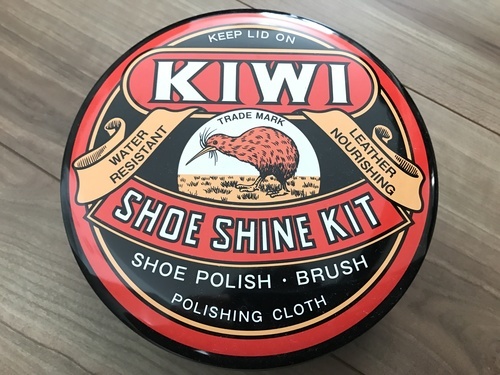 KEEP LID ON
KIWI
TRADE MARK
WATER
RESISTANT
LEATHER
NOURISHING
SHOE SHINE KIT
SHOE POLISH · BRUSH
POLISHING CLOTH